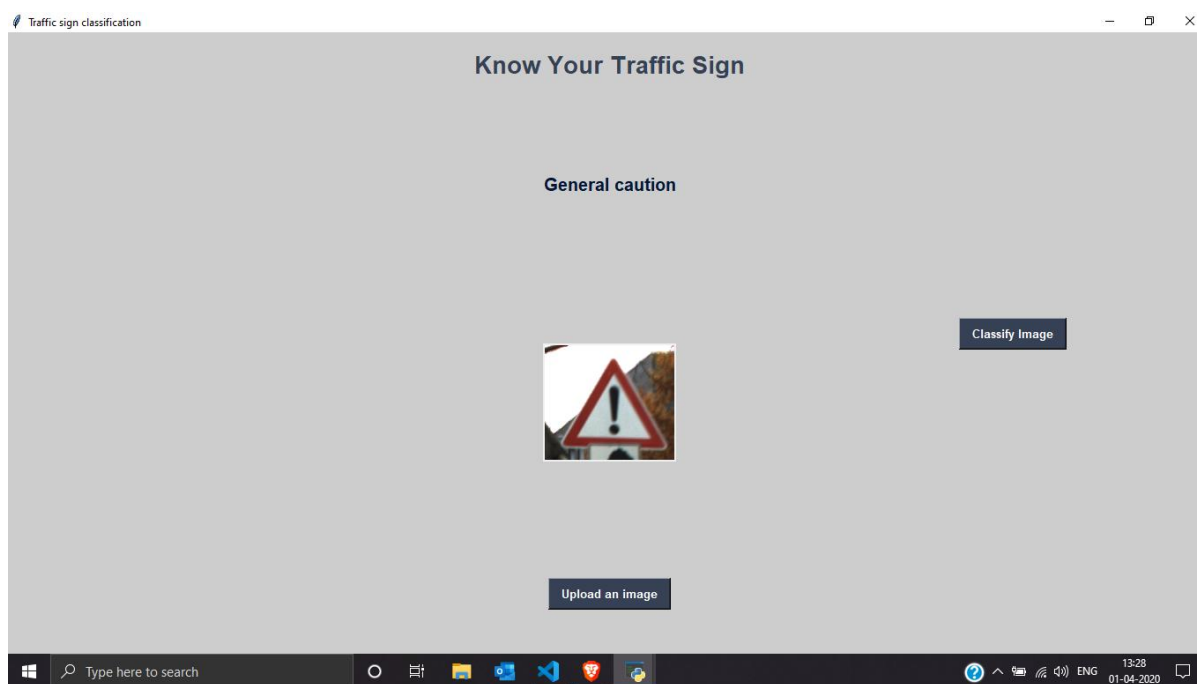 Traffic sign classification
Know Your Traffic Sign
General caution
Classify Image
!
Upload an image
Type here to search
ENG
13:28
01-04-2020